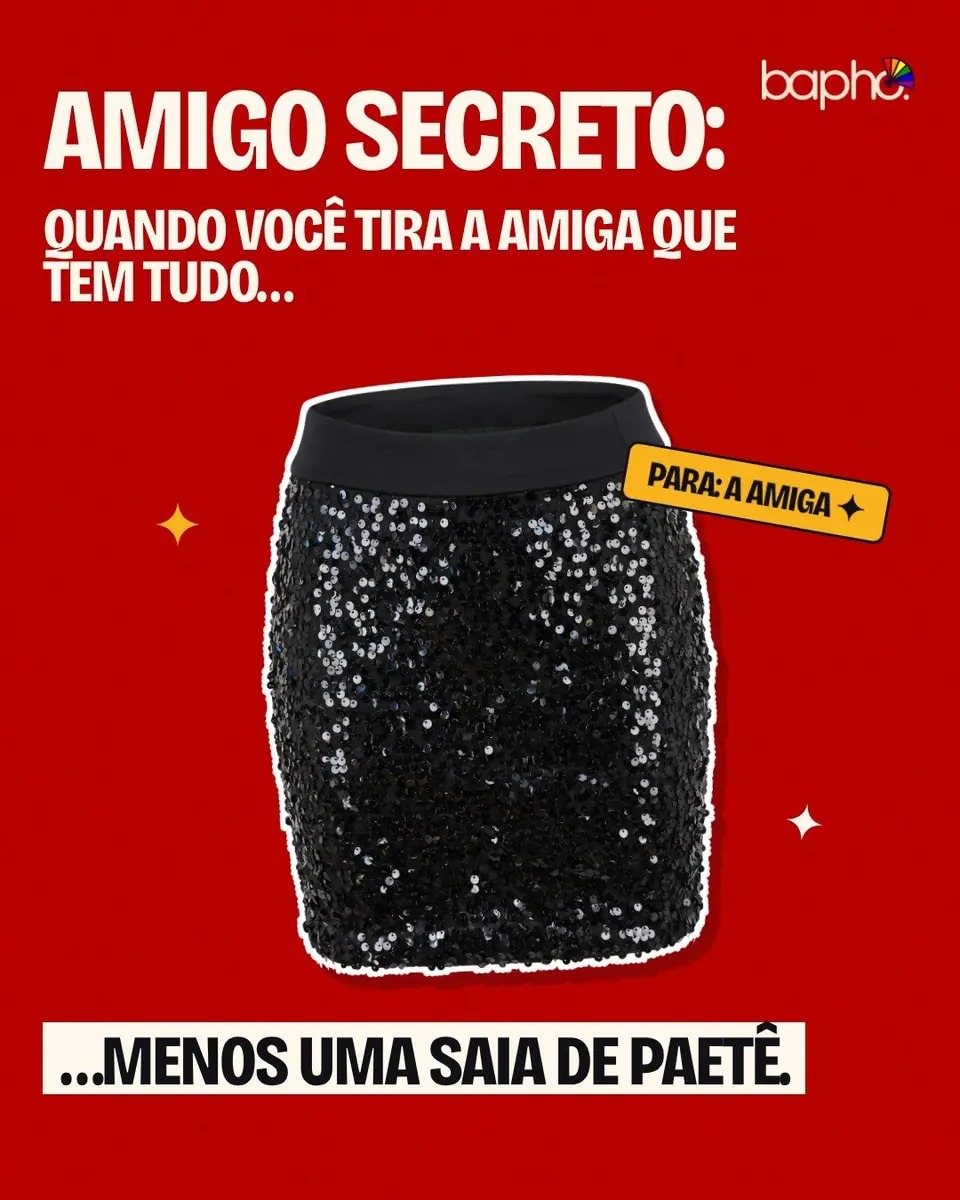 bapho.
AMIGO SECRETO:
QUANDO VOCÊ TIRA A AMIGA QUE
TEM TUDO...
PARA: A AMIGA
...MENOS UMA SAIA DE PAETÊ.